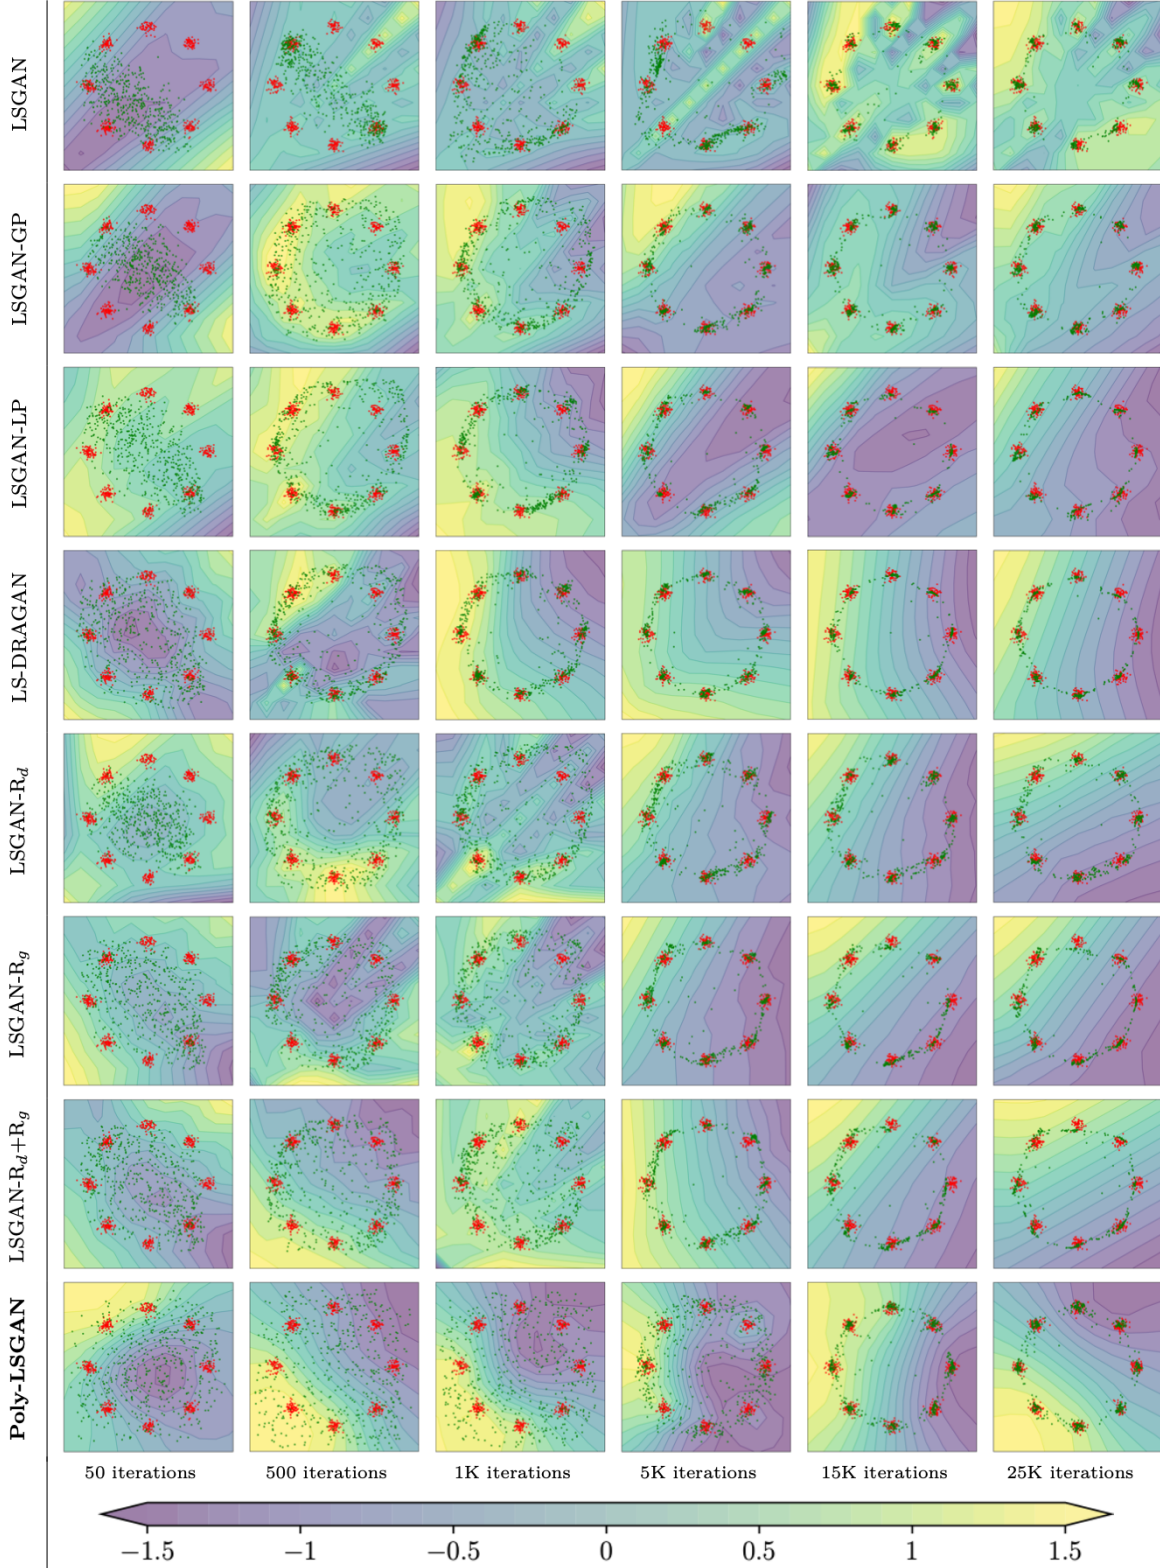 LSGAN
LSGAN-GP
LSGAN-LP
LS-DRAGAN
LSGAN-R_d
LSGAN-R_g
LSGAN-R_d+R_g
Poly-LSGAN
50 iterations
500 iterations
1K iterations
5K iterations
15K iterations
25K iterations
−1.5 −1 −0.5 0 0.5 1 1.5